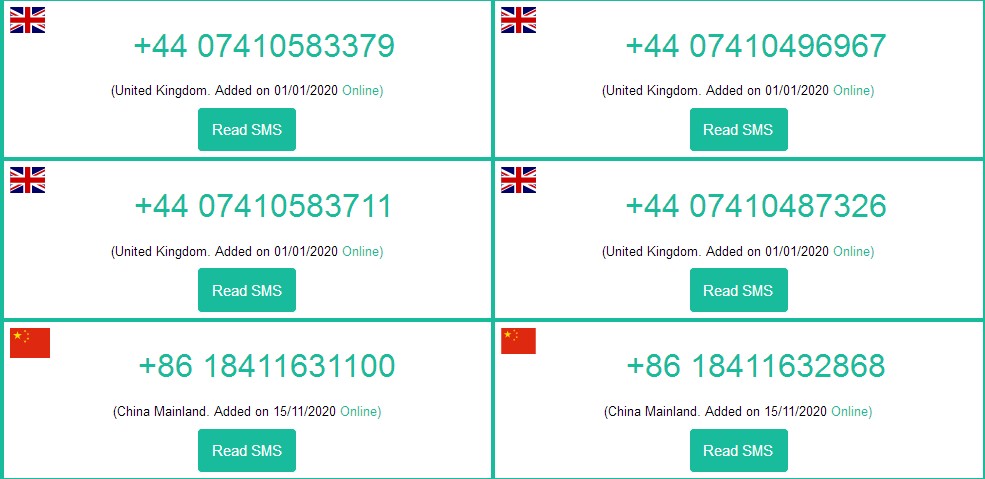 +44 07410583379
(United Kingdom. Added on 01/01/2020 Online)
Read SMS
+44 07410496967
(United Kingdom. Added on 01/01/2020 Online)
Read SMS
+44 07410583711
(United Kingdom. Added on 01/01/2020 Online)
Read SMS
+44 07410487326
(United Kingdom. Added on 01/01/2020 Online)
Read SMS
+86 18411631100
(China Mainland. Added on 15/11/2020 Online)
Read SMS
+86 18411632868
(China Mainland. Added on 15/11/2020 Online)
Read SMS